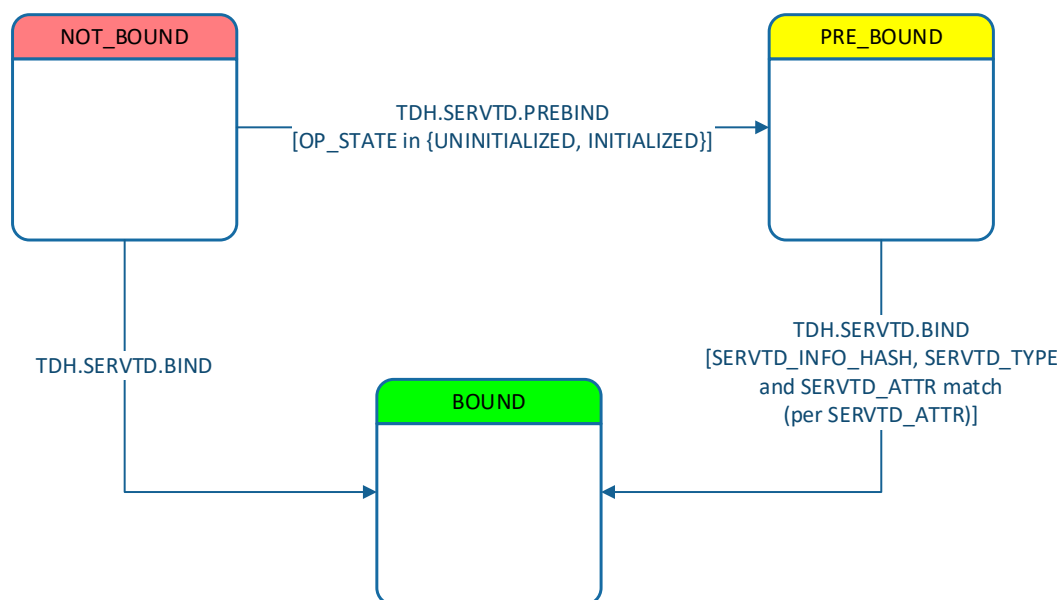 NOT_BOUND
PRE_BOUND
TDH.SERVTD.PREBIND
[OP_STATE in {UNINITIALIZED, INITIALIZED}]
TDH.SERVTD.BIND
TDH.SERVTD.BIND
[SERVTD_INFO_HASH, SERVTD_TYPE
and SERVTD_ATTR match
(per SERVTD_ATTR)]
BOUND